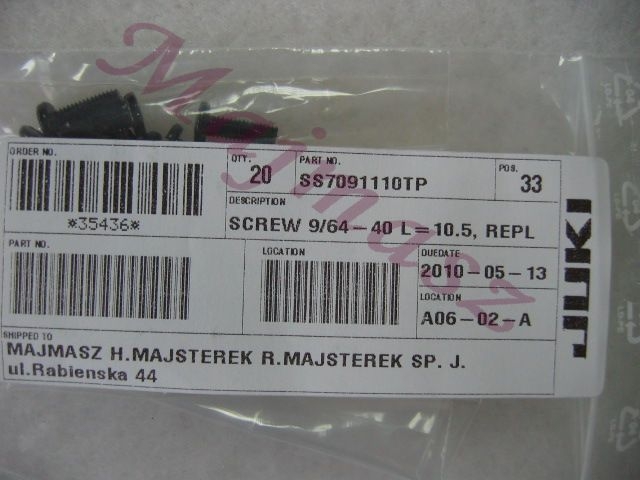 Majmasz
ORDER NO.
*35436*
QTY.
20
PART NO.
SS7091110TP
POS.
33
DESCRIPTION
SCREW 9/64-40 L=10.5, REPL
PART NO.
LOCATION
DUEDATE
2010-05-13
LOCATION
A06-02-A
SHIPPED TO
MAJMASZ H.MAJSTEREK R.MAJSTEREK SP. J.
ul.Rabienska 44
JUKI